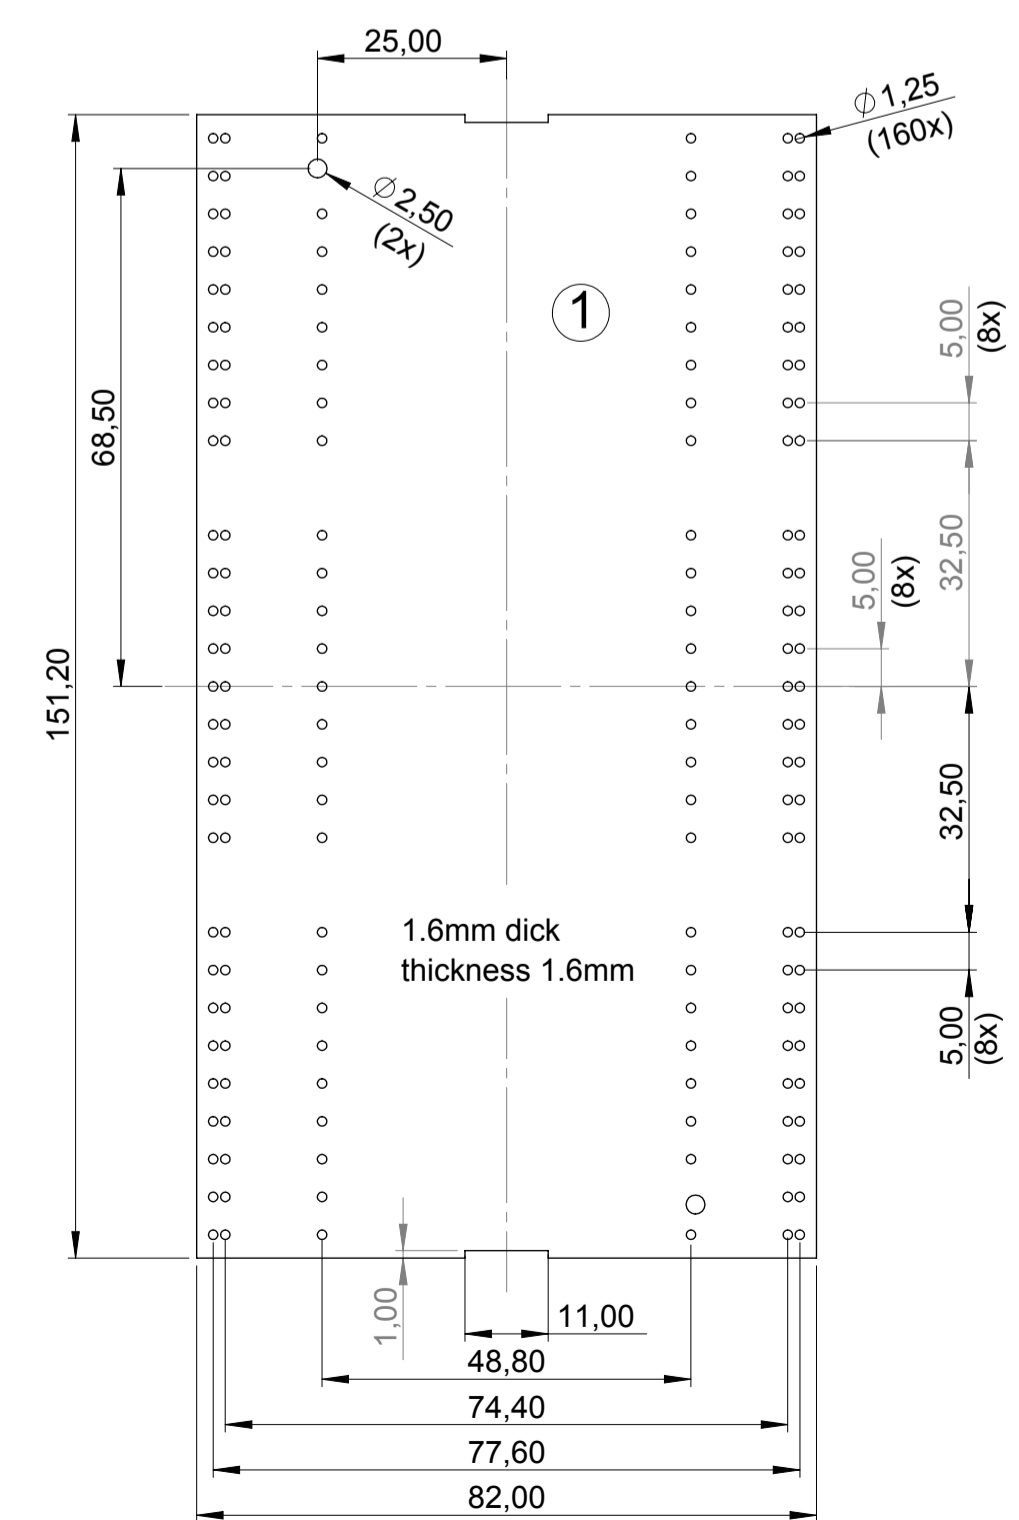 25,00
⌀ 1,25
(160x)
⌀ 2,50
(2x)
1
5,00
(8x)
68,50
32,50
5,00
(8x)
151,20
32,50
1.6mm dick
thickness 1.6mm
5,00
(8x)
1,00
11,00
48,80
74,40
77,60
82,00